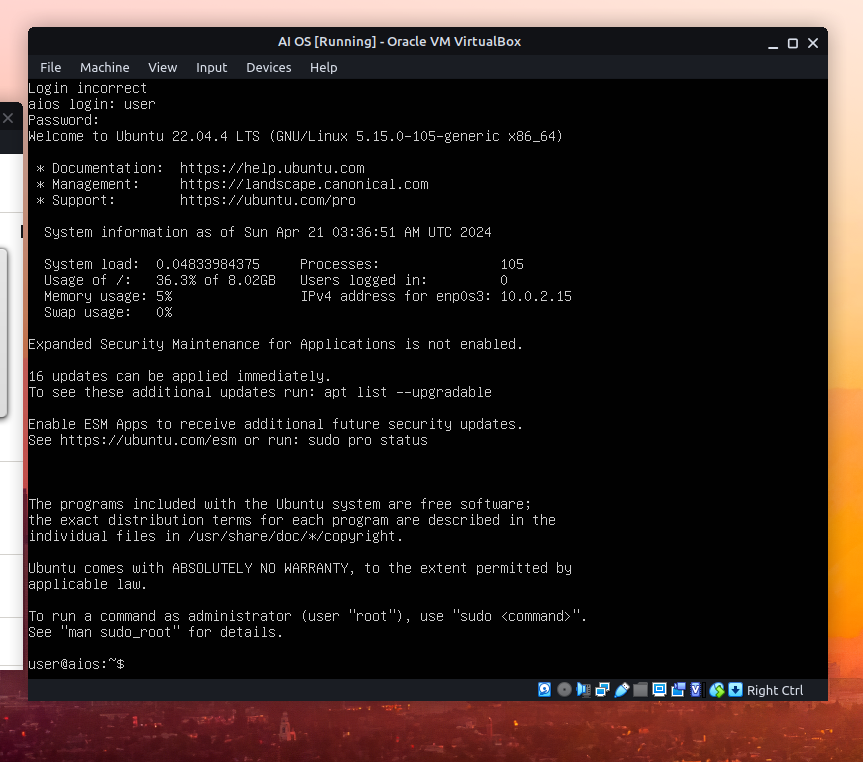 AI OS [Running] - Oracle VM VirtualBox
File Machine View Input Devices Help
Login incorrect
aios login: user
Password:
Welcome to Ubuntu 22.04.4 LTS (GNU/Linux 5.15.0-105-generic x86_64)
* Documentation: https://help.ubuntu.com
* Management: https://landscape.canonical.com
* Support: https://ubuntu.com/pro
System information as of Sun Apr 21 03:36:51 AM UTC 2024
System load: 0.04833984375 Processes: 105
Usage of /: 36.3% of 8.02GB Users logged in: 0
Memory usage: 5% IPv4 address for enp0s3: 10.0.2.15
Swap usage: 0%
Expanded Security Maintenance for Applications is not enabled.
16 updates can be applied immediately.
To see these additional updates run: apt list --upgradable
Enable ESM Apps to receive additional future security updates.
See https://ubuntu.com/esm or run: sudo pro status
The programs included with the Ubuntu system are free software;
the exact distribution terms for each program are described in the
individual files in /usr/share/doc/*/copyright.
Ubuntu comes with ABSOLUTELY NO WARRANTY, to the extent permitted by
applicable law.
To run a command as administrator (user "root"), use "sudo <command>".
See "man sudo_root" for details.
user@aios:~$
Right Ctrl